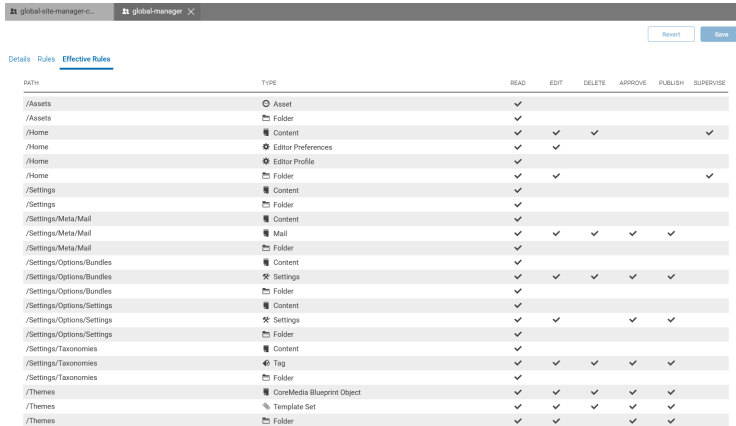 global-site-manager-c... global-manager
Revert Save
Details Rules Effective Rules
PATH TYPE READ EDIT DELETE APPROVE PUBLISH SUPERVISE
/Assets Asset
/Assets Folder
/Home Content
/Home Editor Preferences
/Home Editor Profile
/Home Folder
/Settings Content
/Settings Folder
/Settings/Meta/Mail Content
/Settings/Meta/Mail Mail
/Settings/Meta/Mail Folder
/Settings/Options/Bundles Content
/Settings/Options/Bundles Settings
/Settings/Options/Bundles Folder
/Settings/Options/Settings Content
/Settings/Options/Settings Settings
/Settings/Options/Settings Folder
/Settings/Taxonomies Content
/Settings/Taxonomies Tag
/Settings/Taxonomies Folder
/Themes CoreMedia Blueprint Object
/Themes Template Set
/Themes Folder